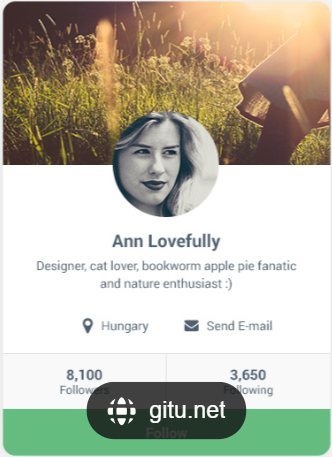 Ann Lovefully
Designer, cat lover, bookworm apple pie fanatic
and nature enthusiast :)
Hungary Send E-mail
8,100 3,650
Followers Following
gitu.net
Follow